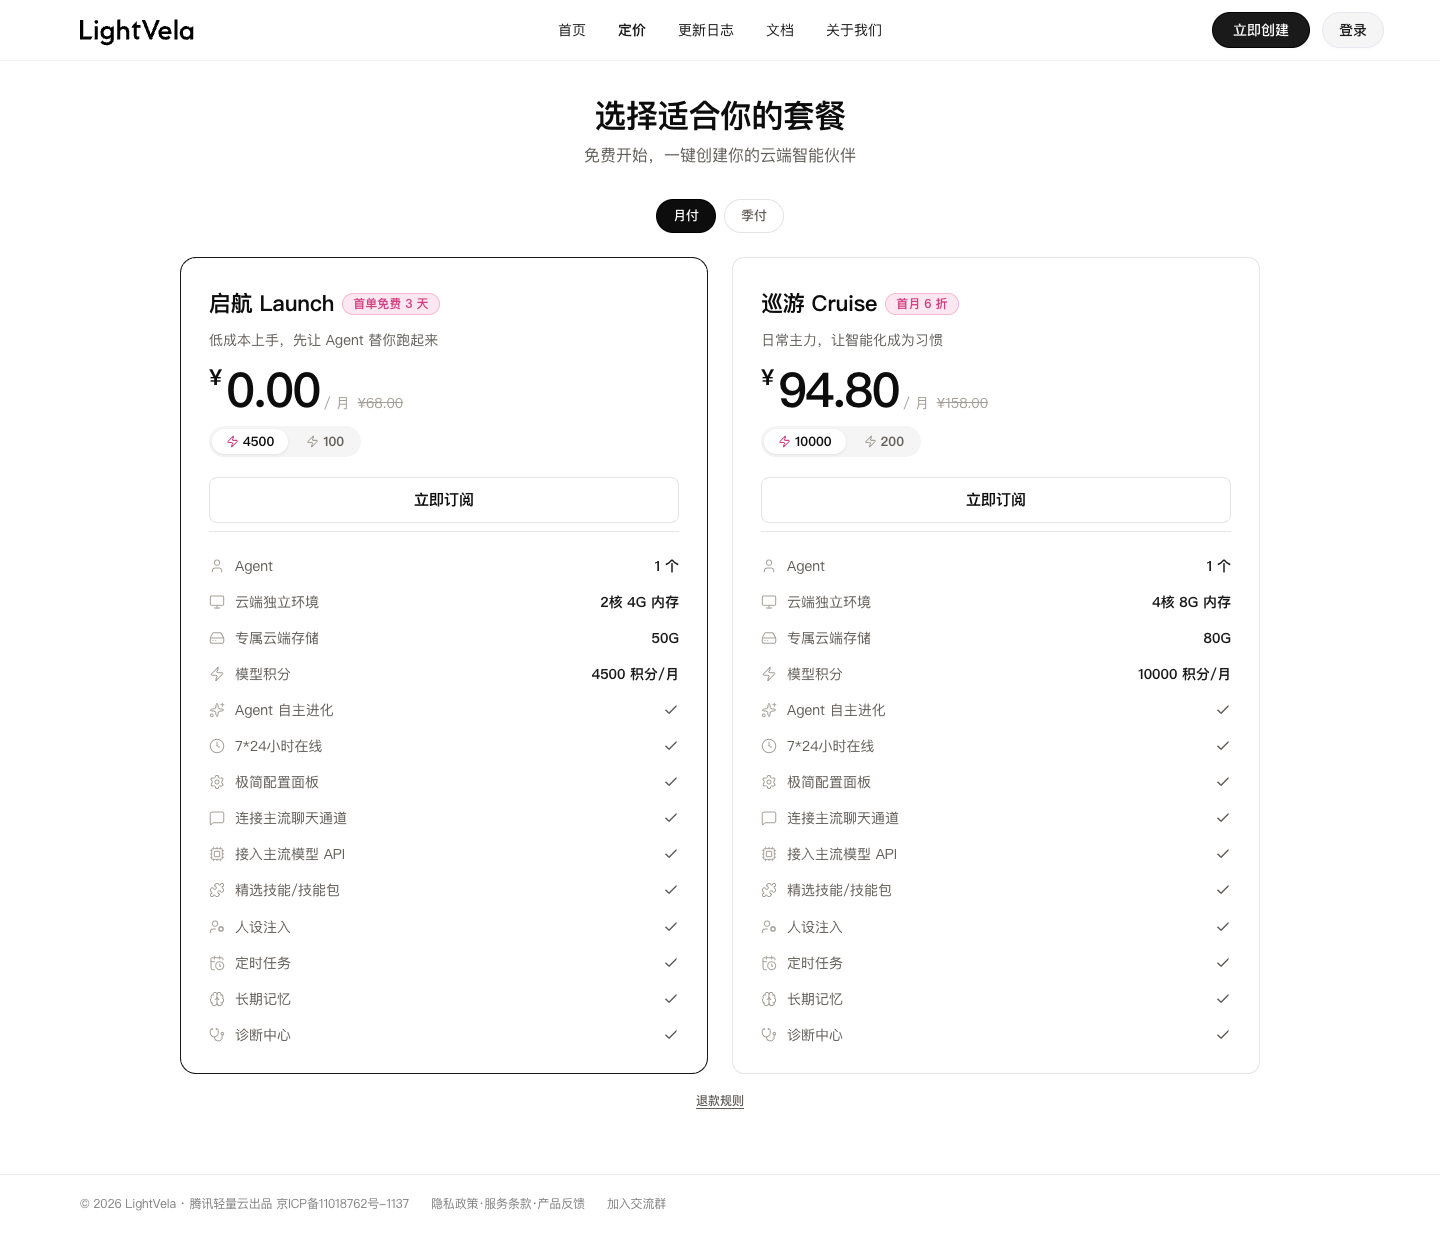 LightVela
首页 定价 更新日志 文档 关于我们
立即创建 登录
选择适合你的套餐
免费开始，一键创建你的云端智能伙伴
月付 季付
启航 Launch 首单免费 3 天
低成本上手，先让 Agent 替你跑起来
¥0.00 / 月 ¥68.00
4500 100
立即订阅
Agent 1 个
云端独立环境 2核 4G 内存
专属云端存储 50G
模型积分 4500 积分/月
Agent 自主进化
7*24小时在线
极简配置面板
连接主流聊天通道
接入主流模型 API
精选技能/技能包
人设注入
定时任务
长期记忆
诊断中心
巡游 Cruise 首月 6 折
日常主力，让智能化成为习惯
¥94.80 / 月 ¥158.00
10000 200
立即订阅
Agent 1 个
云端独立环境 4核 8G 内存
专属云端存储 80G
模型积分 10000 积分/月
Agent 自主进化
7*24小时在线
极简配置面板
连接主流聊天通道
接入主流模型 API
精选技能/技能包
人设注入
定时任务
长期记忆
诊断中心
退款规则
© 2026 LightVela · 腾讯轻量云出品 京ICP备11018762号-1137 隐私政策·服务条款·产品反馈 加入交流群